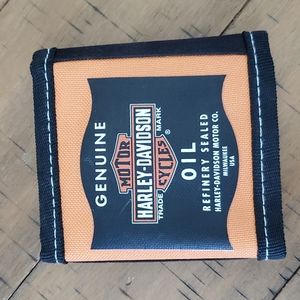 GENUINE
MOTOR
HARLEY-DAVIDSON
CYCLES
TRADE MARK
®
OIL
REFINERY SEALED
HARLEY-DAVIDSON MOTOR CO.
MILWAUKEE
USA